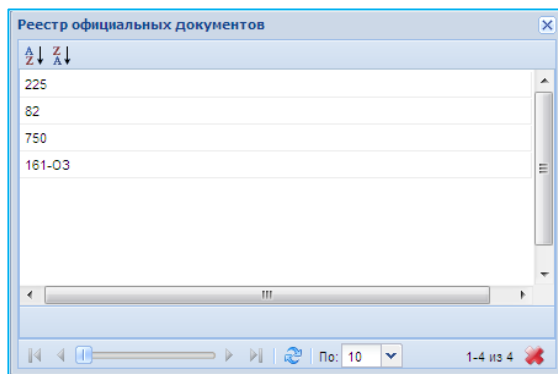 Реестр официальных документов
A
Z
Z
A
225
82
750
161-ОЗ
По: 10
1-4 из 4